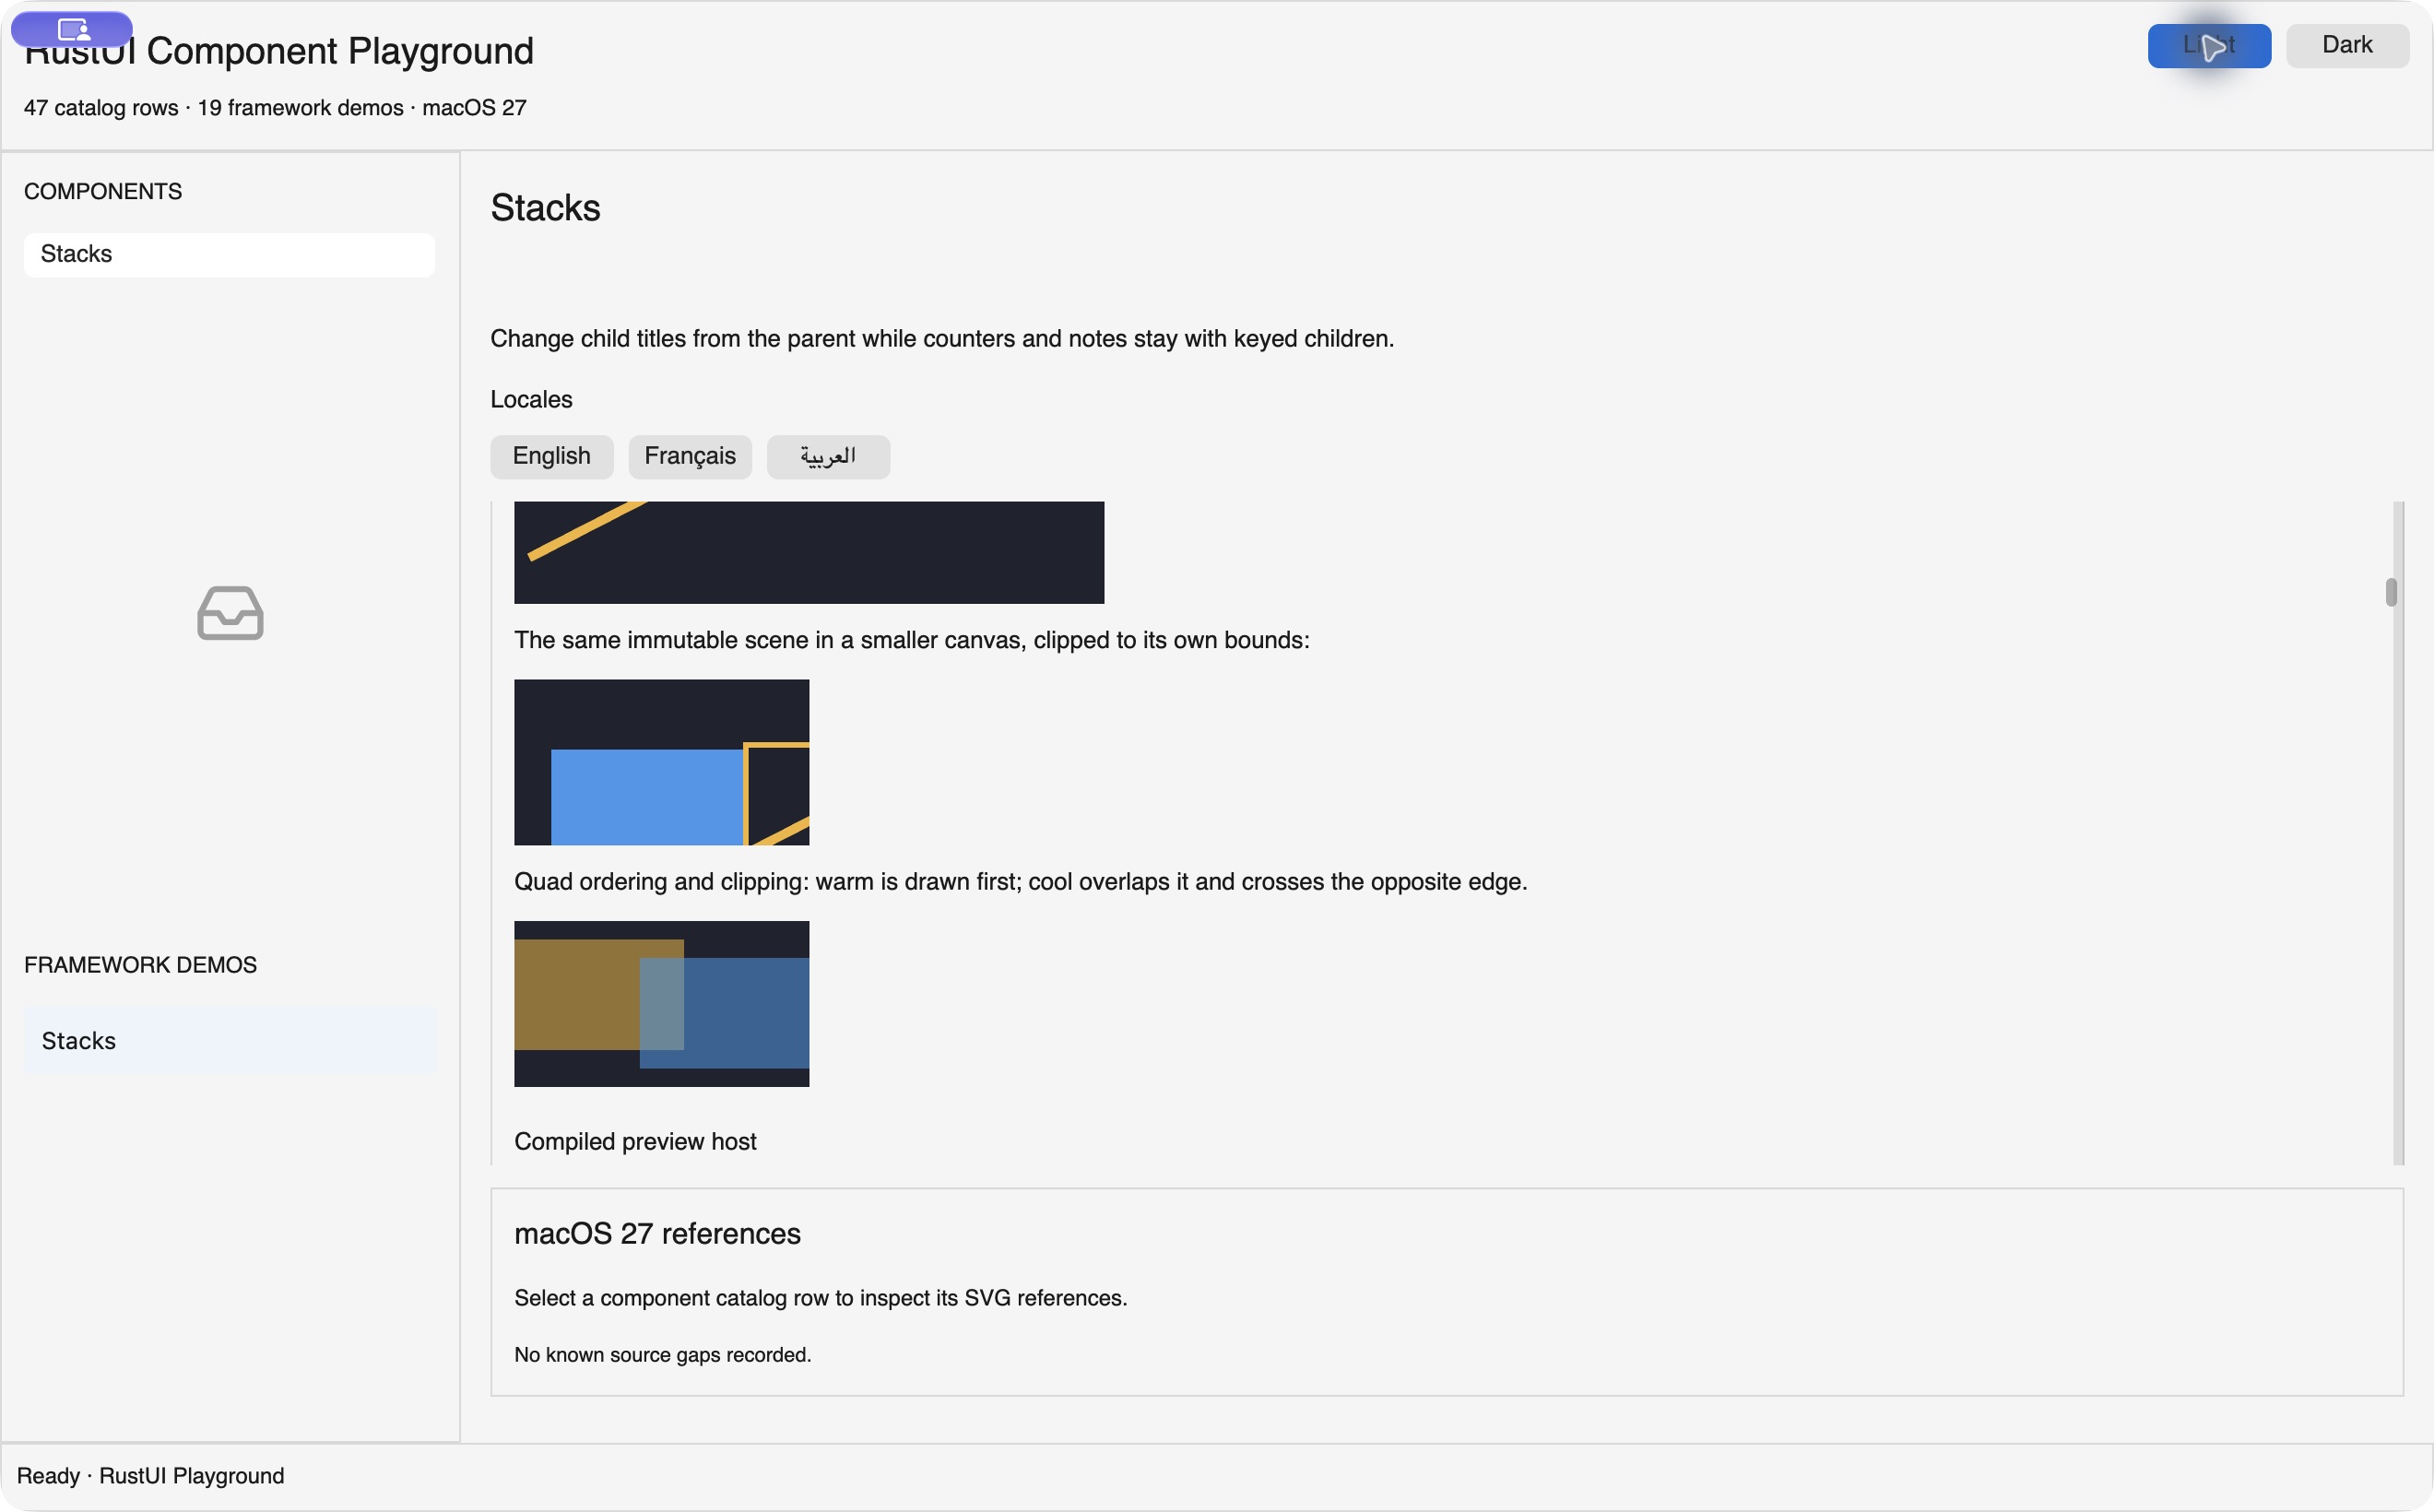 RustUI Component Playground
Light
Dark
47 catalog rows · 19 framework demos · macOS 27
COMPONENTS
Stacks
FRAMEWORK DEMOS
Stacks
Stacks
Change child titles from the parent while counters and notes stay with keyed children.
Locales
English
Français
العربية
The same immutable scene in a smaller canvas, clipped to its own bounds:
Quad ordering and clipping: warm is drawn first; cool overlaps it and crosses the opposite edge.
Compiled preview host
macOS 27 references
Select a component catalog row to inspect its SVG references.
No known source gaps recorded.
Ready · RustUI Playground